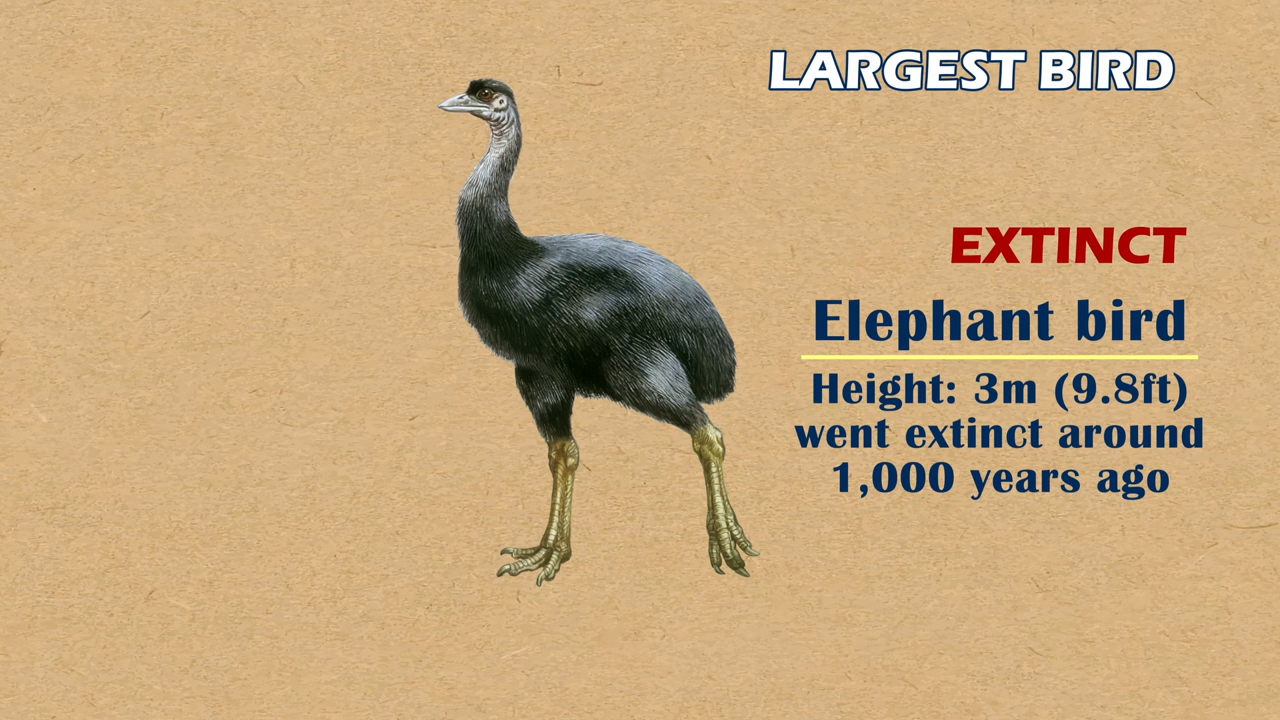 LARGEST BIRD
EXTINCT
Elephant bird
Height: 3m (9.8ft)
went extinct around
1,000 years ago